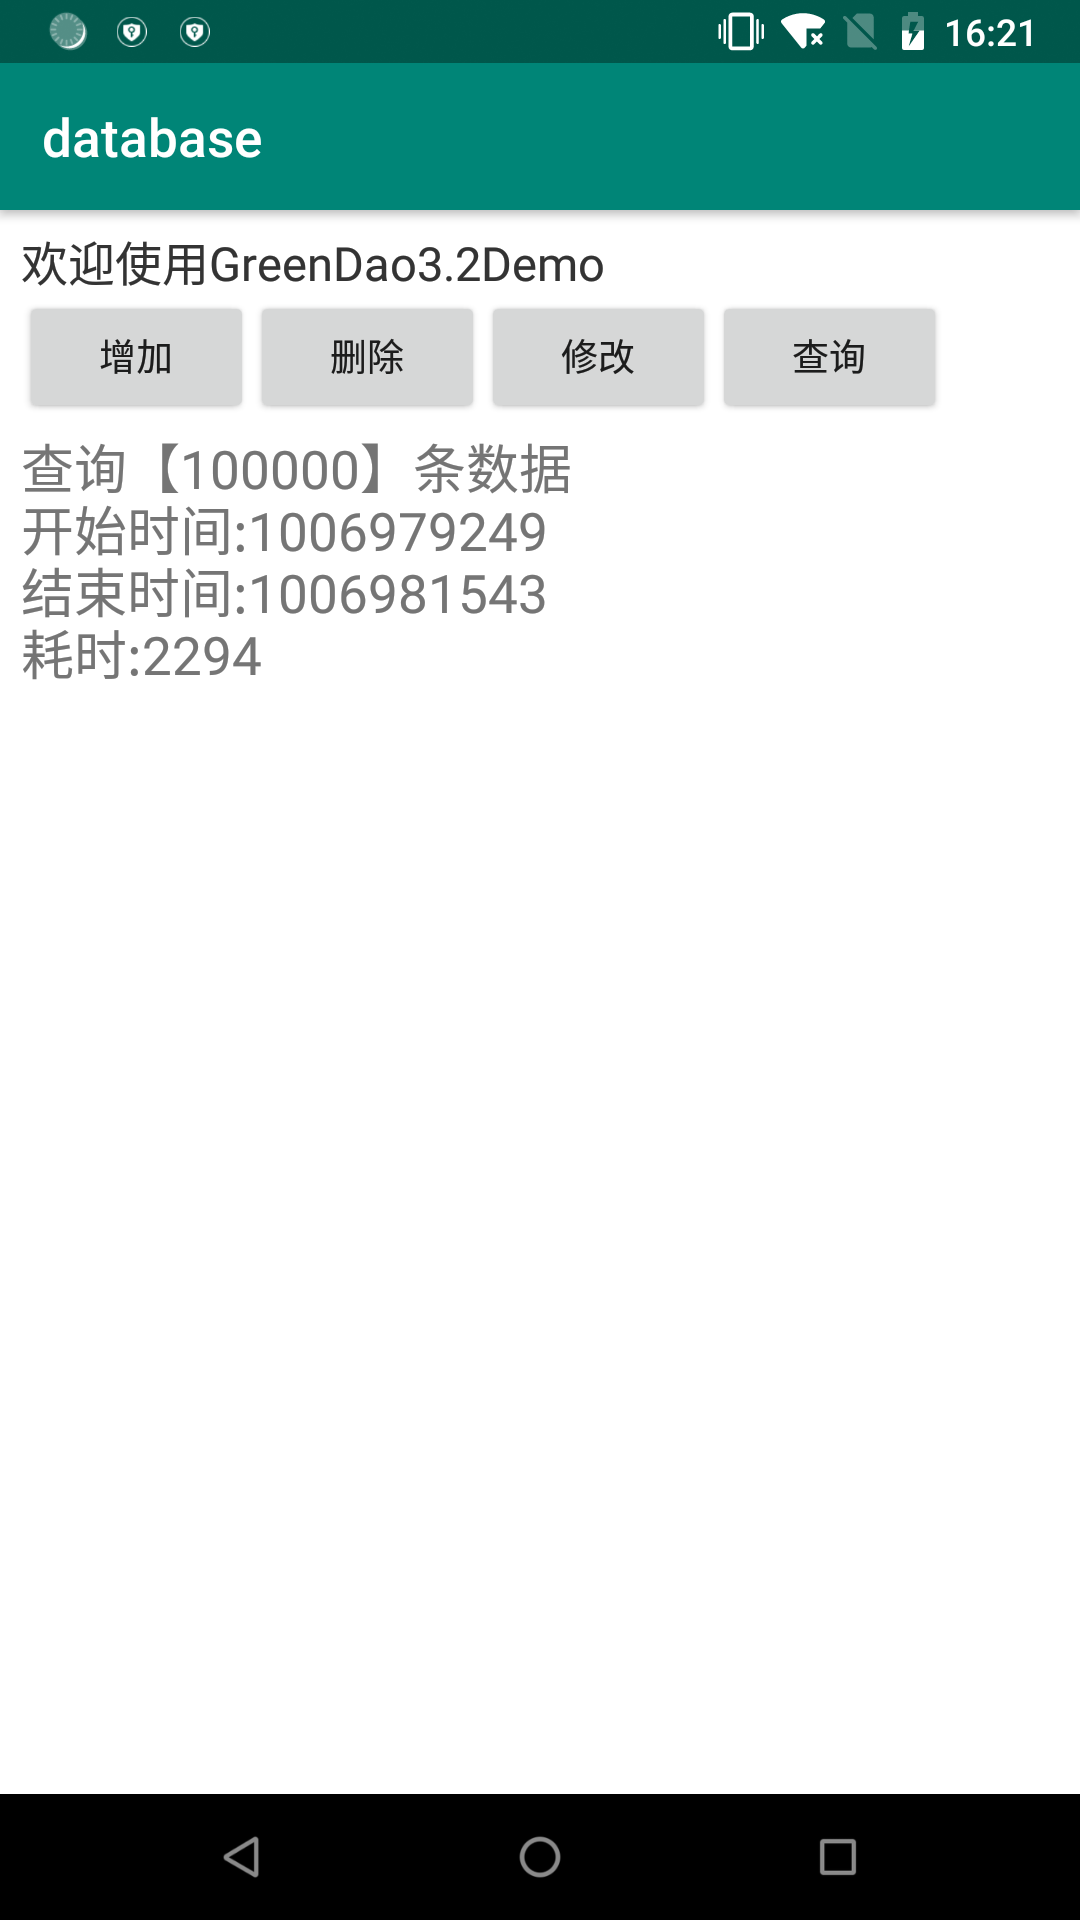 16:21
database
欢迎使用GreenDao3.2Demo
增加 删除 修改 查询
查询【100000】条数据
开始时间:1006979249
结束时间:1006981543
耗时:2294